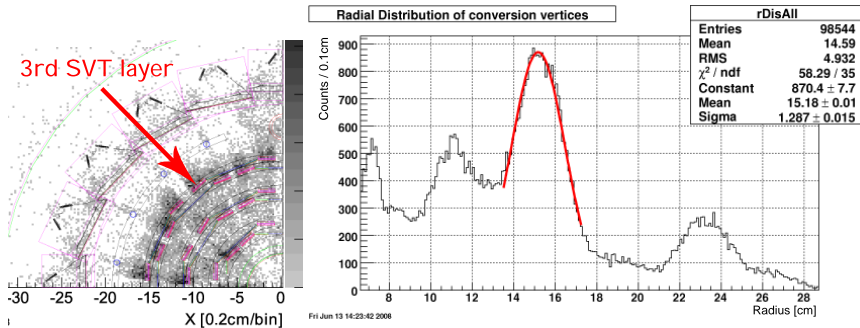 3rd SVT layer
-30 -25 -20 -15 -10 -5 0
X [0.2cm/bin]
Radial Distribution of conversion vertices
rDisAll
Entries 98544
Mean 14.59
RMS 4.932
χ² / ndf 58.29 / 35
Constant 870.4 ± 7.7
Mean 15.18 ± 0.01
Sigma 1.287 ± 0.015
Counts / 0.1cm
900
800
700
600
500
400
300
200
100
0
8 10 12 14 16 18 20 22 24 26 28
Radius [cm]
Fri Jun 13 14:23:42 2008